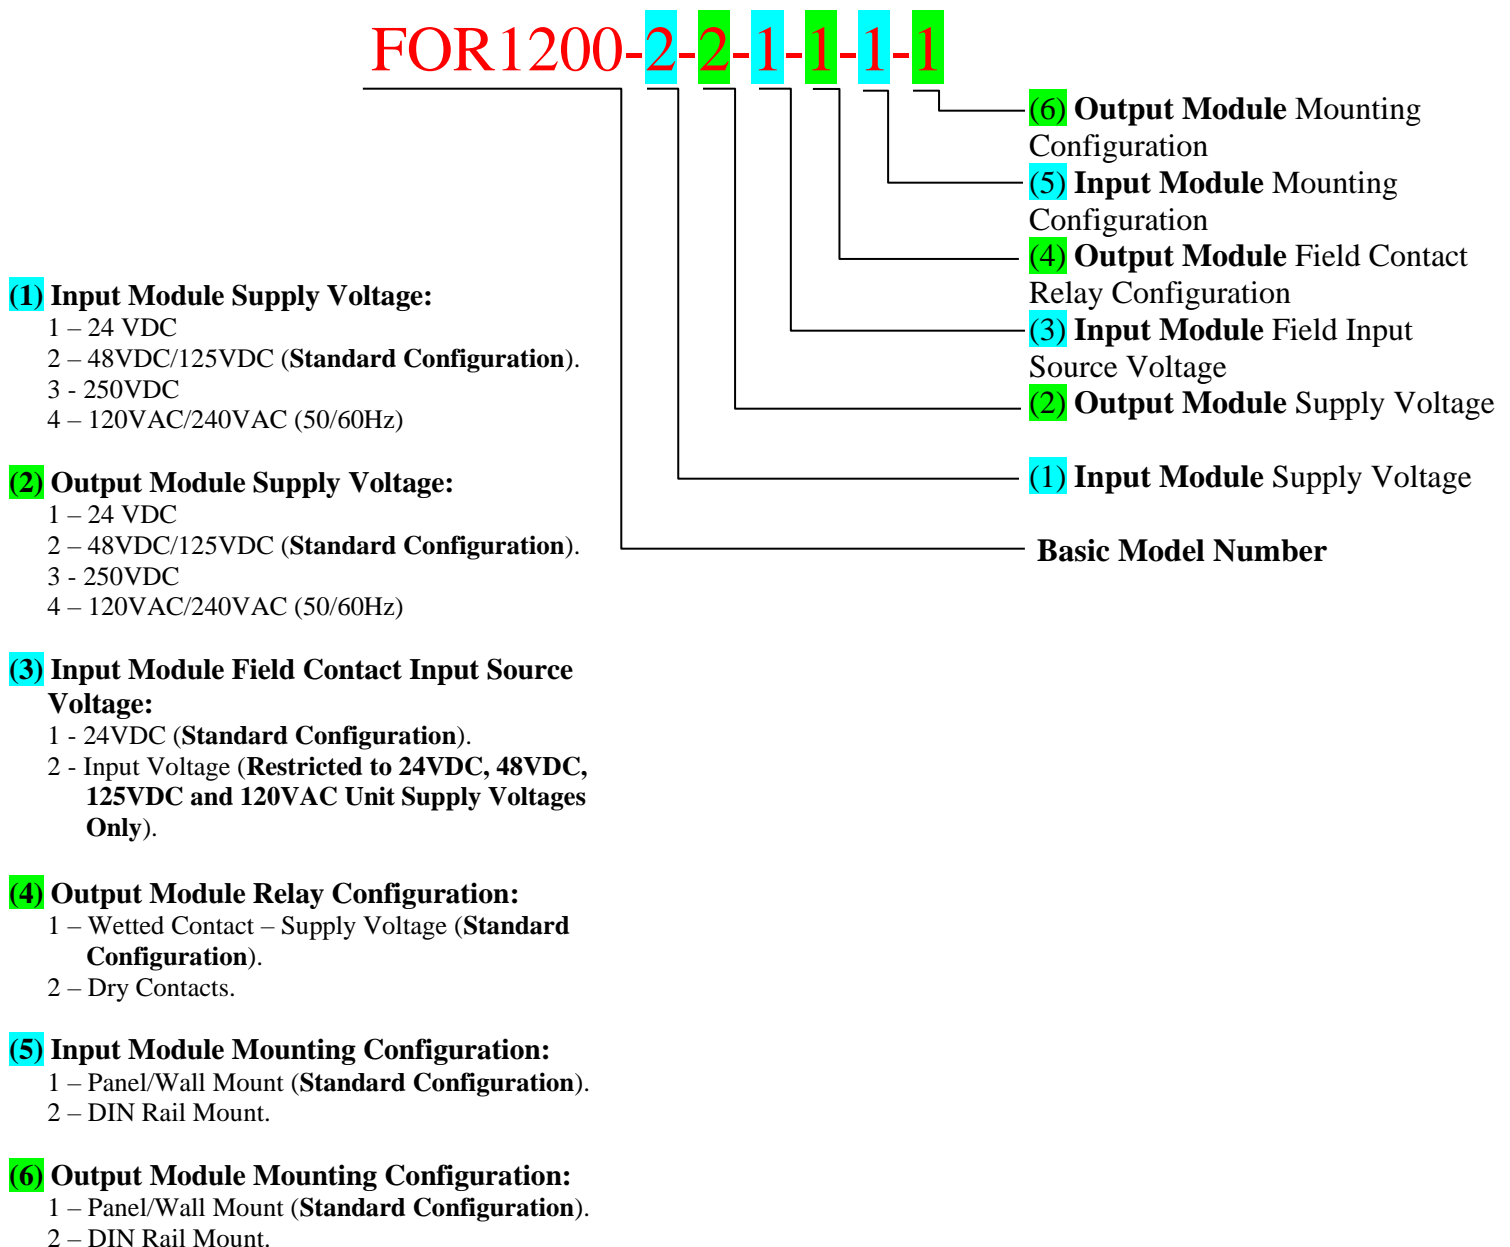 FOR1200-2-2-1-1-1-1
(6) Output Module Mounting
Configuration
(5) Input Module Mounting
Configuration
(4) Output Module Field Contact
Relay Configuration
(3) Input Module Field Input
Source Voltage
(2) Output Module Supply Voltage
(1) Input Module Supply Voltage
Basic Model Number
(1) Input Module Supply Voltage:
1 – 24 VDC
2 – 48VDC/125VDC (Standard Configuration).
3 - 250VDC
4 – 120VAC/240VAC (50/60Hz)
(2) Output Module Supply Voltage:
1 – 24 VDC
2 – 48VDC/125VDC (Standard Configuration).
3 - 250VDC
4 – 120VAC/240VAC (50/60Hz)
(3) Input Module Field Contact Input Source
Voltage:
1 - 24VDC (Standard Configuration).
2 - Input Voltage (Restricted to 24VDC, 48VDC,
125VDC and 120VAC Unit Supply Voltages
Only).
(4) Output Module Relay Configuration:
1 – Wetted Contact – Supply Voltage (Standard
Configuration).
2 – Dry Contacts.
(5) Input Module Mounting Configuration:
1 – Panel/Wall Mount (Standard Configuration).
2 – DIN Rail Mount.
(6) Output Module Mounting Configuration:
1 – Panel/Wall Mount (Standard Configuration).
2 – DIN Rail Mount.